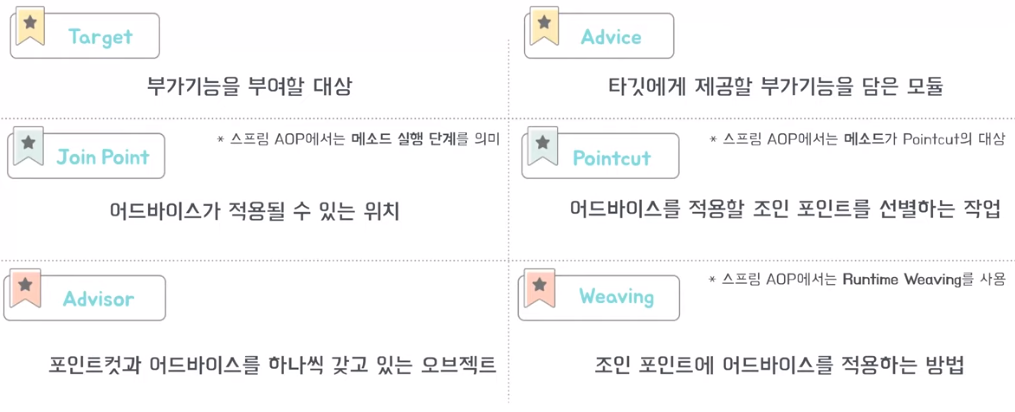 Target
부가기능을 부여할 대상
Advice
타깃에게 제공할 부가기능을 담은 모듈
Join Point
* 스프링 AOP에서는 메소드 실행 단계를 의미
어드바이스가 적용될 수 있는 위치
Pointcut
* 스프링 AOP에서는 메소드가 Pointcut의 대상
어드바이스를 적용할 조인 포인트를 선별하는 작업
Advisor
포인트컷과 어드바이스를 하나씩 갖고 있는 오브젝트
Weaving
* 스프링 AOP에서는 Runtime Weaving를 사용
조인 포인트에 어드바이스를 적용하는 방법